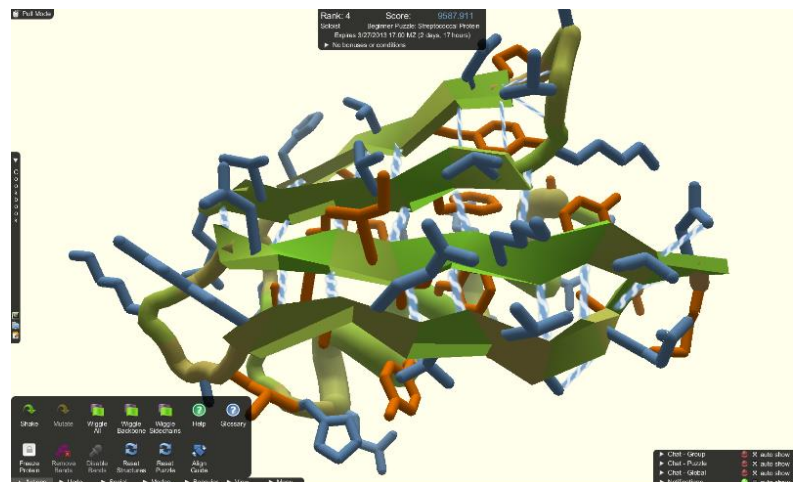 Pull Mode
Rank: 4 Score: 9587.911
Soloist Beginner Puzzle: Streptococcal Protein
Expires 3/27/2013 17:00 MZ (2 days, 17 hours)
▶ No bonuses or conditions
Shake Mutate Wiggle All Wiggle Backbone Wiggle Sidechains Help Glossary
Freeze Protein Remove Bands Disable Bands Reset Structures Reset Puzzle Align Guide
▶ Chat - Group auto show
▶ Chat - Puzzle auto show
▶ Chat - Global auto show